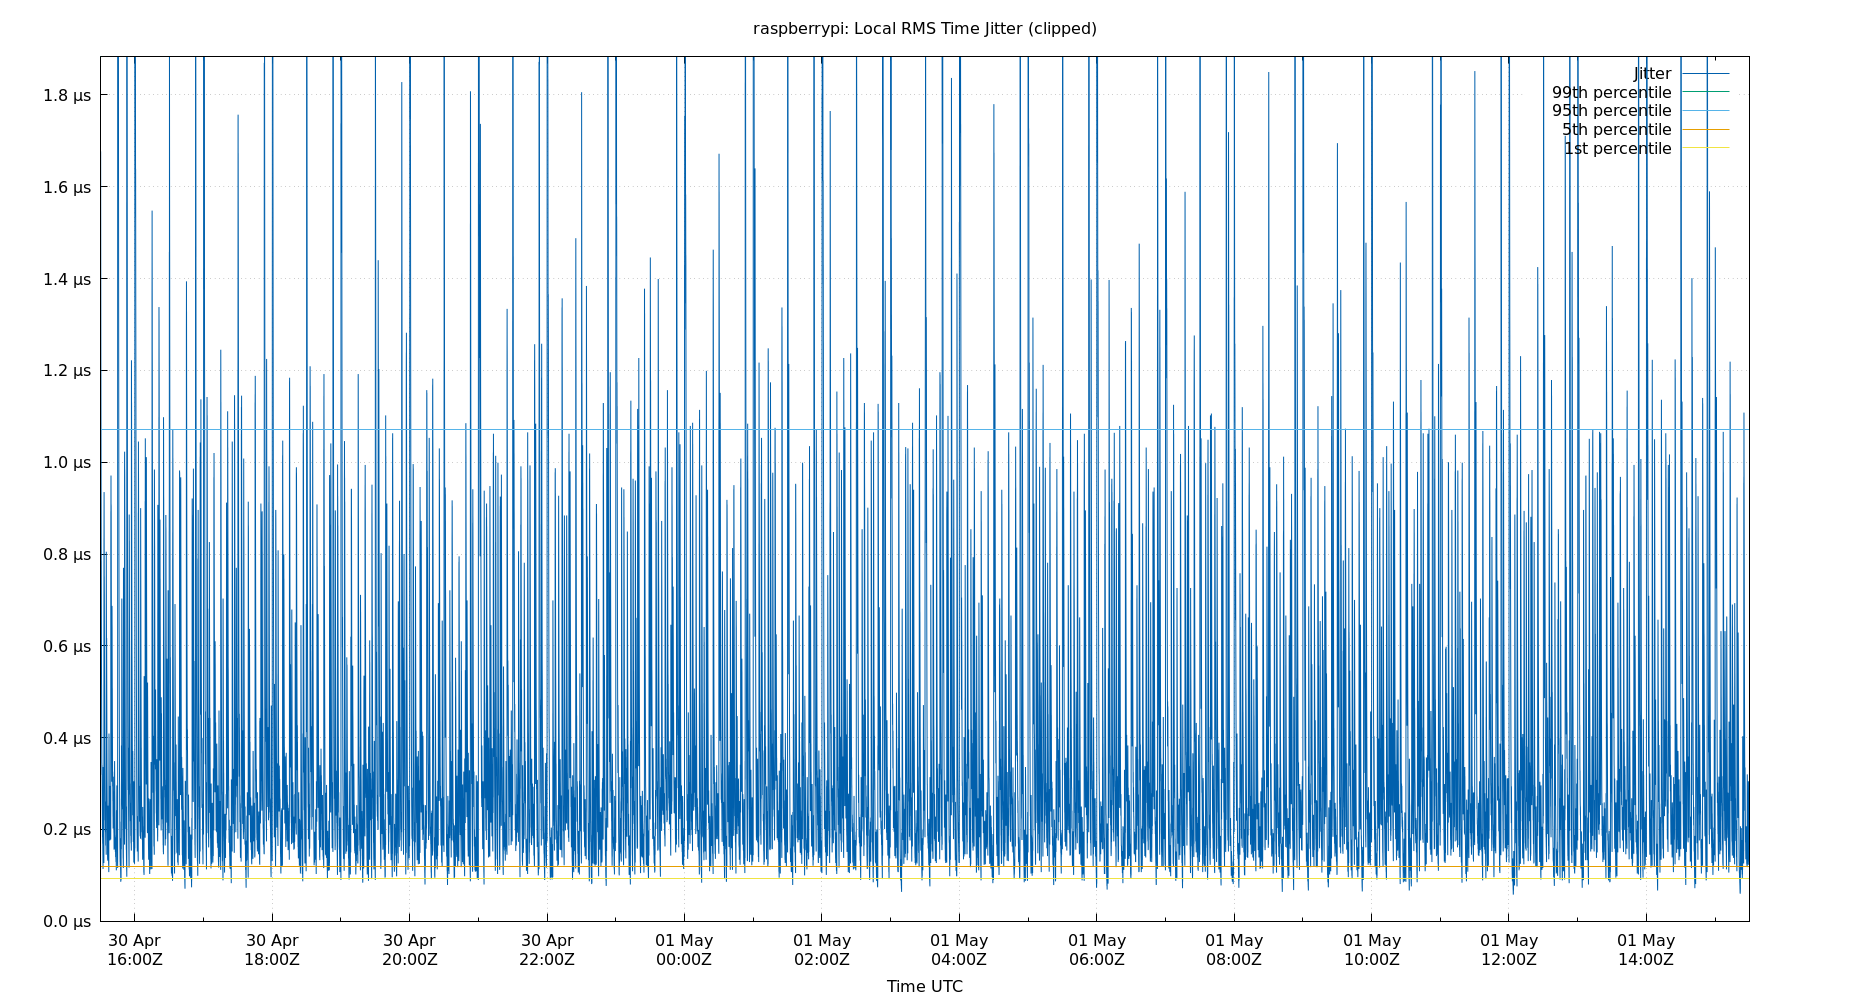 raspberrypi: Local RMS Time Jitter (clipped)
Jitter
99th percentile
95th percentile
5th percentile
1st percentile
1.8 μs
1.6 μs
1.4 μs
1.2 μs
1.0 μs
0.8 μs
0.6 μs
0.4 μs
0.2 μs
0.0 μs
30 Apr 30 Apr 30 Apr 30 Apr 01 May 01 May 01 May 01 May 01 May 01 May 01 May 01 May
16:00Z 18:00Z 20:00Z 22:00Z 00:00Z 02:00Z 04:00Z 06:00Z 08:00Z 10:00Z 12:00Z 14:00Z
Time UTC